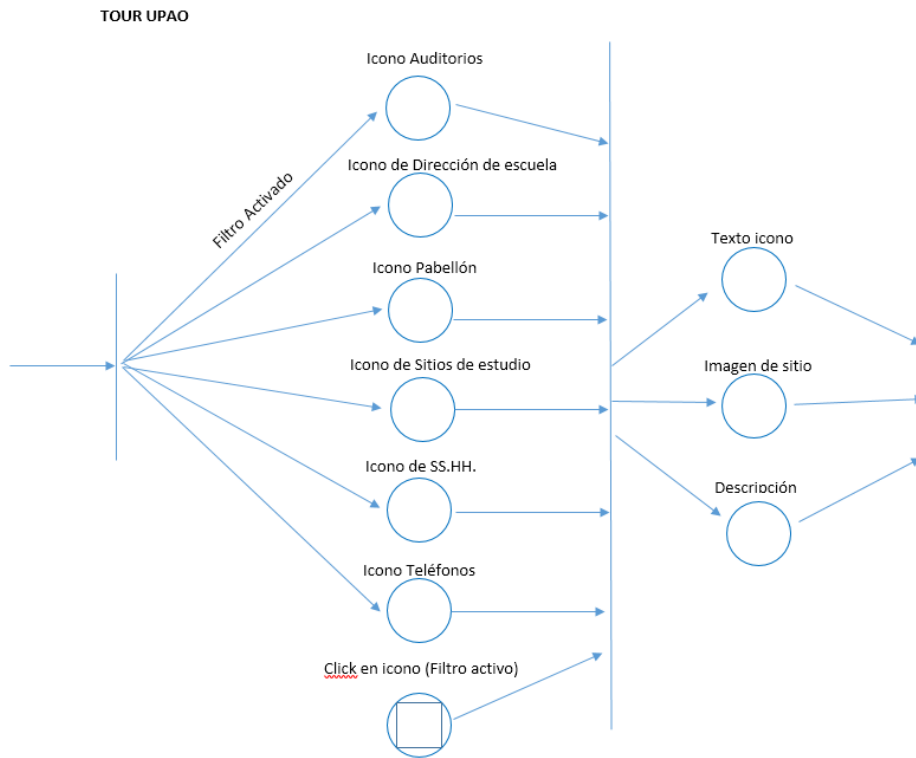 TOUR UPAO
Icono Auditorios
Icono de Dirección de escuela
Filtro Activado
Icono Pabellón
Icono de Sitios de estudio
Icono de SS.HH.
Icono Teléfonos
Click en icono (Filtro activo)
Texto icono
Imagen de sitio
Descripción